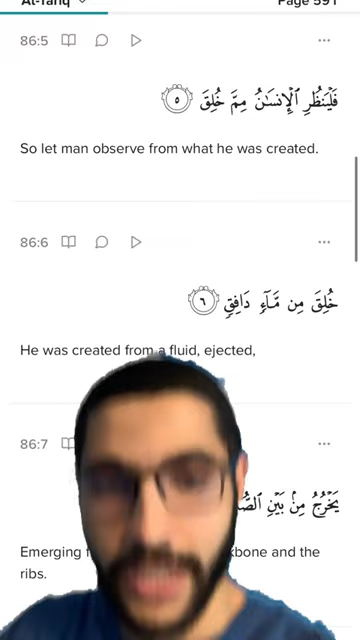 At-Tariq
Page 591
86:5
فَلْيَنظُرِ ٱلْإِنسَـٰنُ مِمَّ خُلِقَ ٥
So let man observe from what he was created.
86:6
خُلِقَ مِن مَّآءٍ دَافِقٍ ٦
He was created from a fluid, ejected,
86:7
يَخْرُجُ مِنۢ بَيْنِ
Emerging
and the
ribs.